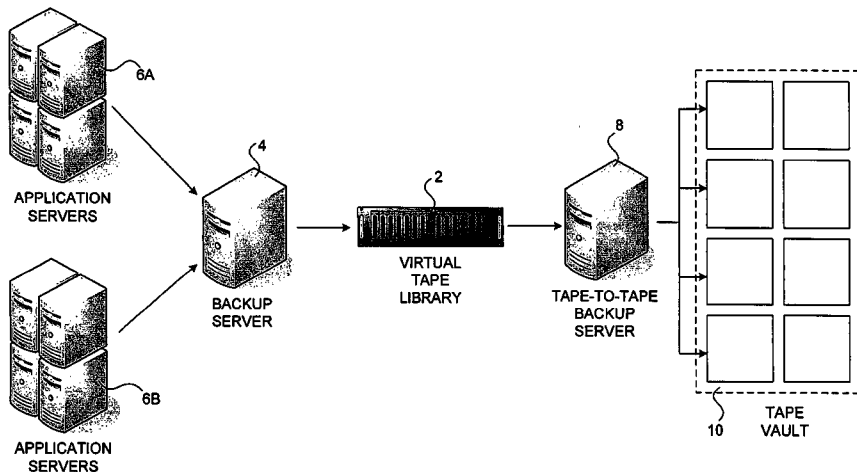 6A
APPLICATION
SERVERS
4
BACKUP
SERVER
2
VIRTUAL
TAPE
LIBRARY
8
TAPE-TO-TAPE
BACKUP
SERVER
6B
APPLICATION
SERVERS
10
TAPE
VAULT